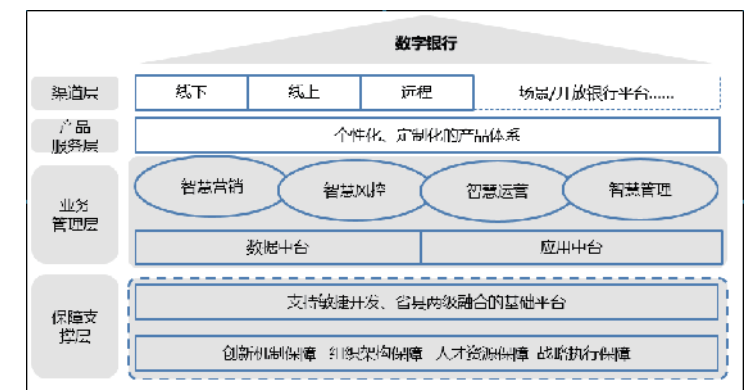 数字银行
渠道层 线下 线上 远程 场景/开放银行平台......
产品
服务层
个性化、定制化的产品体系
智慧营销 智慧风控 智慧运营 智慧管理
业务
管理层
数据中台 应用中台
支持敏捷开发、省县两级融合的基础平台
保障支
撑层
创新机制保障 组织架构保障 人才资源保障 战略执行保障